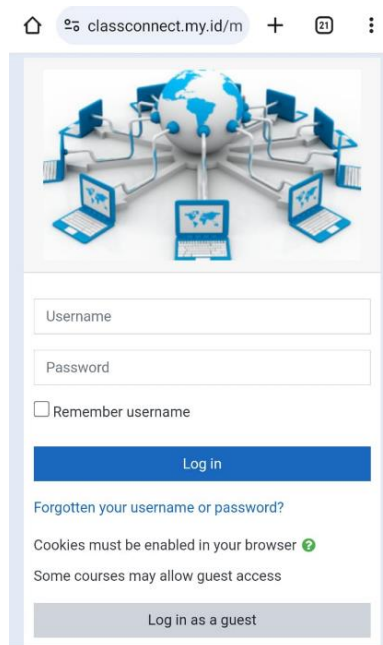 classconnect.my.id/m
21
Username
Password
Remember username
Log in
Forgotten your username or password?
Cookies must be enabled in your browser ?
Some courses may allow guest access
Log in as a guest